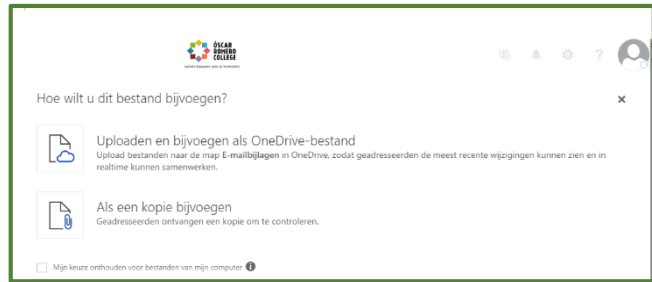 ÓSCAR
ROMERO
COLLEGE
Hoe wilt u dit bestand bijvoegen?
Uploaden en bijvoegen als OneDrive-bestand
Upload bestanden naar de map E-mailbijlagen in OneDrive, zodat geadresseerden de meest recente wijzigingen kunnen zien en in
realtime kunnen samenwerken.
Als een kopie bijvoegen
Geadresseerden ontvangen een kopie om te controleren.
Mijn keuze onthouden voor bestanden van mijn computer